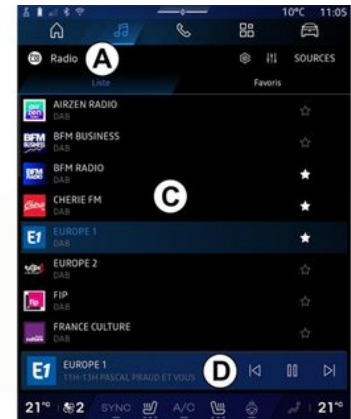 10°C 11:05
Radio A SOURCES
Liste Favoris
AIRZEN RADIO
DAB
BFM BUSINESS
DAB
BFM RADIO
DAB
C
CHERIE FM
DAB
E1 EUROPE 1
DAB
EUROPE 2
DAB
fip FIP
DAB
FRANCE CULTURE
DAB
E1 EUROPE 1
11H-13H PASCAL PRAUD ET VOUS
D
21° 2 SYNC A/C 21°